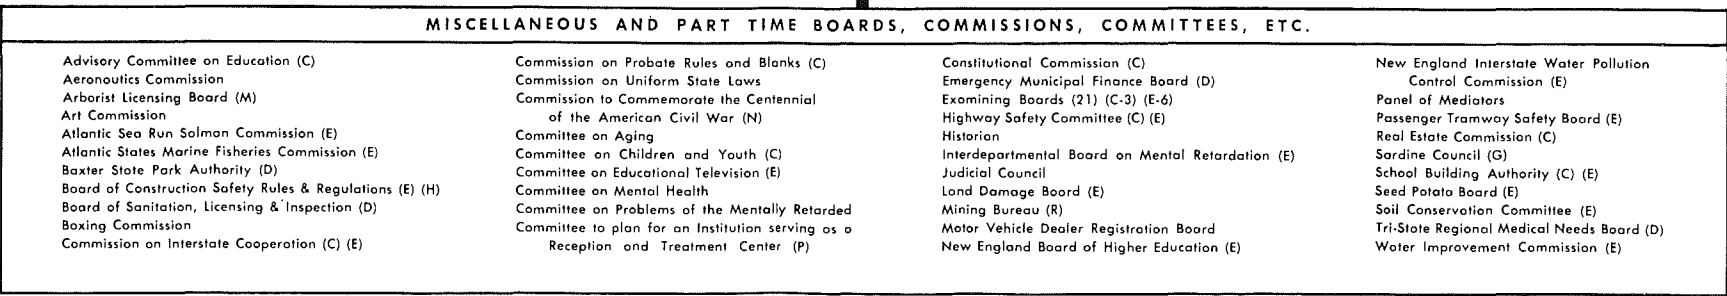 MISCELLANEOUS AND PART TIME BOARDS, COMMISSIONS, COMMITTEES, ETC.
Advisory Committee on Education (C)
Aeronautics Commission
Arborist Licensing Board (M)
Art Commission
Atlantic Sea Run Salmon Commission (E)
Atlantic States Marine Fisheries Commission (E)
Baxter State Park Authority (D)
Board of Construction Safety Rules & Regulations (E) (H)
Board of Sanitation, Licensing & Inspection (D)
Boxing Commission
Commission on Interstate Cooperation (C) (E)
Commission on Probate Rules and Blanks (C)
Commission on Uniform State Laws
Commission to Commemorate the Centennial
of the American Civil War (N)
Committee on Aging
Committee on Children and Youth (C)
Committee on Educational Television (E)
Committee on Mental Health
Committee on Problems of the Mentally Retarded
Committee to plan for an Institution serving as a
Reception and Treatment Center (P)
Constitutional Commission (C)
Emergency Municipal Finance Board (D)
Examining Boards (21) (C-3) (E-6)
Highway Safety Committee (C) (E)
Historian
Interdepartmental Board on Mental Retardation (E)
Judicial Council
Land Damage Board (E)
Mining Bureau (R)
Motor Vehicle Dealer Registration Board
New England Board of Higher Education (E)
New England Interstate Water Pollution
Control Commission (E)
Panel of Mediators
Passenger Tramway Safety Board (E)
Real Estate Commission (C)
Sardine Council (G)
School Building Authority (C) (E)
Seed Potato Board (E)
Soil Conservation Committee (E)
Tri-State Regional Medical Needs Board (D)
Water Improvement Commission (E)